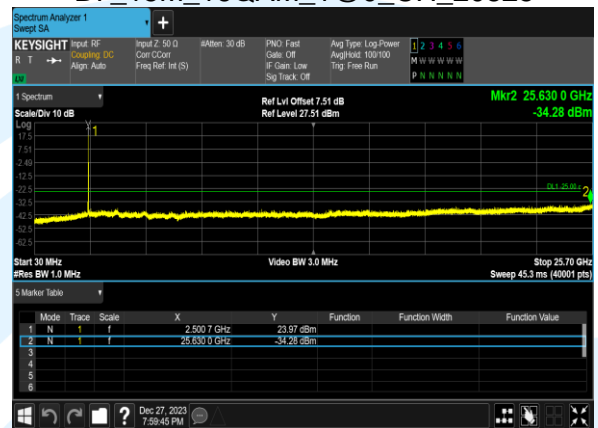 Spectrum Analyzer 1
Swept SA
+
KEYSIGHT Input: RF Input Z: 50 Ω #Atten: 30 dB PNO: Fast Avg Type: Log-Power 1 2 3 4 5 6
R T Coupling: DC Corr CCorr Gate: Off Avg|Hold: 100/100 M W W W W W
Align: Auto Freq Ref: Int (S) IF Gain: Low Trig: Free Run
Sig Track: Off P N N N N N
LXI
1 Spectrum Ref Lvl Offset 7.51 dB Mkr2 25.630 0 GHz
Scale/Div 10 dB Ref Level 27.51 dBm -34.28 dBm
Log
17.5
1
7.51
-2.49
-12.5
DL1 -25.00
-22.5
2
-32.5
-42.5
-52.5
-62.5
Start 30 MHz Video BW 3.0 MHz Stop 25.70 GHz
#Res BW 1.0 MHz Sweep 45.3 ms (40001 pts)
5 Marker Table
Mode Trace Scale X Y Function Function Width Function Value
1 N 1 f 2.500 7 GHz 23.97 dBm
2 N 1 f 25.630 0 GHz -34.28 dBm
3
4
5
6
? Dec 27, 2023
7:59:45 PM